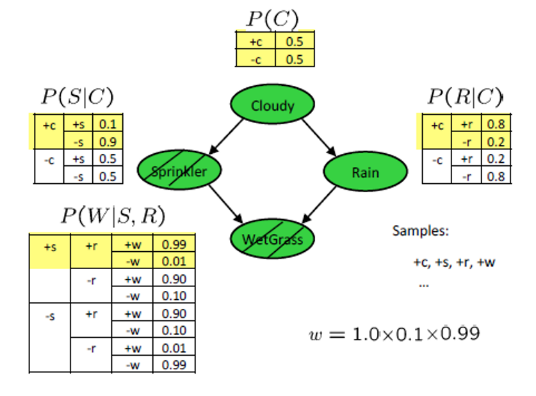 P(C)
+c 0.5
-c 0.5
P(S|C)
+c +s 0.1
-s 0.9
-c +s 0.5
-s 0.5
Cloudy
P(R|C)
+c +r 0.8
-r 0.2
-c +r 0.2
-r 0.8
Sprinkler
Rain
P(W|S, R)
+s +r +w 0.99
-w 0.01
-r +w 0.90
-w 0.10
-s +r +w 0.90
-w 0.10
-r +w 0.01
-w 0.99
WetGrass
Samples:
+c, +s, +r, +w
...
w = 1.0×0.1×0.99